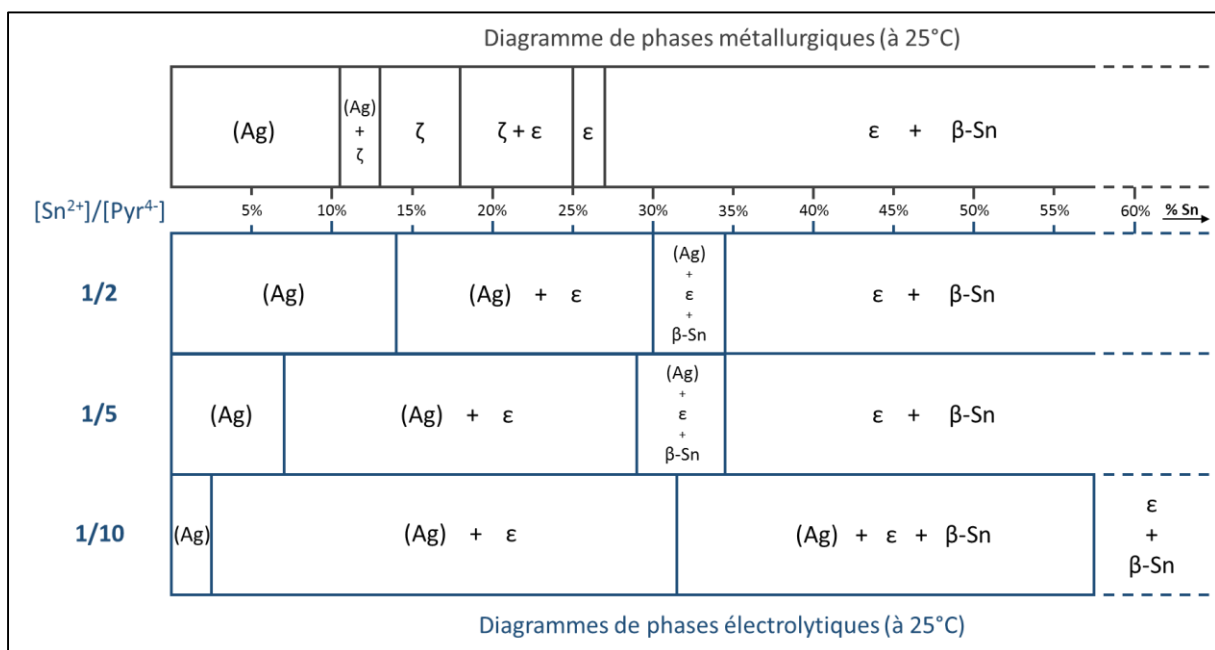 Diagramme de phases métallurgiques (à 25°C)
(Ag)
(Ag)
+
ζ
ζ
ζ + ε
ε
ε + β-Sn
[Sn²⁺]/[Pyr⁴⁻]
5% 10% 15% 20% 25% 30% 35% 40% 45% 50% 55% 60% % Sn
1/2
(Ag)
(Ag) + ε
(Ag)
+
ε
+
β-Sn
ε + β-Sn
1/5
(Ag)
(Ag) + ε
(Ag)
+
ε
+
β-Sn
ε + β-Sn
1/10
(Ag)
(Ag) + ε
(Ag) + ε + β-Sn
ε
+
β-Sn
Diagrammes de phases électrolytiques (à 25°C)